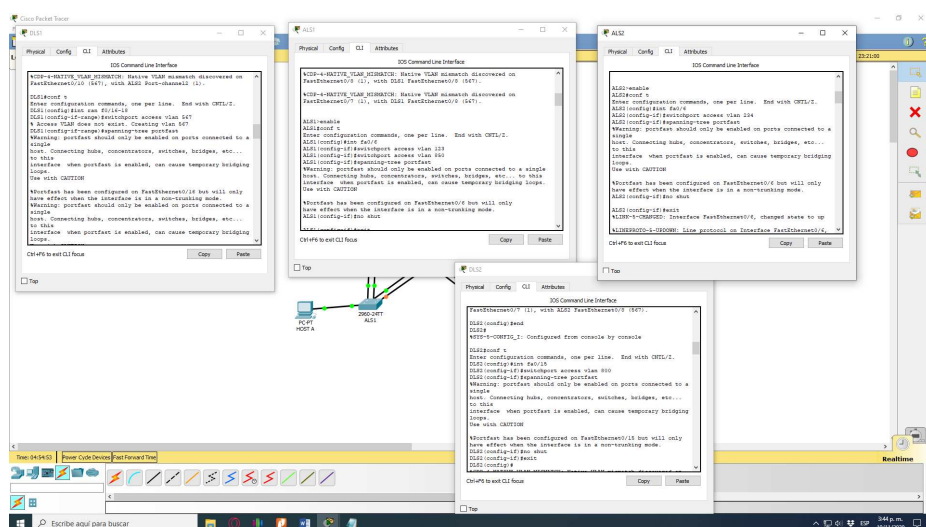 Cisco Packet Tracer
DLS1
Physical Config CLI Attributes
IOS Command Line Interface
%CDP-4-NATIVE_VLAN_MISMATCH: Native VLAN mismatch discovered on
FastEthernet0/10 (567), with ALS2 Port-channel2 (1).
DLS1#conf t
Enter configuration commands, one per line. End with CNTL/Z.
DLS1(config)#int ran f0/16-18
DLS1(config-if-range)#switchport access vlan 567
% Access VLAN does not exist. Creating vlan 567
DLS1(config-if-range)#spanning-tree portfast
%Warning: portfast should only be enabled on ports connected to a
single
host. Connecting hubs, concentrators, switches, bridges, etc...
to this
interface when portfast is enabled, can cause temporary bridging
loops.
Use with CAUTION
%Portfast has been configured on FastEthernet0/16 but will only
have effect when the interface is in a non-trunking mode.
%Warning: portfast should only be enabled on ports connected to a
single
host. Connecting hubs, concentrators, switches, bridges, etc...
to this
interface when portfast is enabled, can cause temporary bridging
loops.
Ctrl+F6 to exit CLI focus
Copy Paste
Top
ALS1
Physical Config CLI Attributes
IOS Command Line Interface
%CDP-4-NATIVE_VLAN_MISMATCH: Native VLAN mismatch discovered on
FastEthernet0/8 (1), with DLS1 FastEthernet0/8 (567).
%CDP-4-NATIVE_VLAN_MISMATCH: Native VLAN mismatch discovered on
FastEthernet0/7 (1), with DLS1 FastEthernet0/8 (567).
ALS1>enable
ALS1#conf t
Enter configuration commands, one per line. End with CNTL/Z.
ALS1(config)#int fa0/6
ALS1(config-if)#switchport access vlan 123
ALS1(config-if)#switchport access vlan 850
ALS1(config-if)#spanning-tree portfast
%Warning: portfast should only be enabled on ports connected to a single
host. Connecting hubs, concentrators, switches, bridges, etc... to this
interface when portfast is enabled, can cause temporary bridging loops.
Use with CAUTION
%Portfast has been configured on FastEthernet0/6 but will only
have effect when the interface is in a non-trunking mode.
ALS1(config-if)#no shut
Ctrl+F6 to exit CLI focus
Copy Paste
Top
ALS2
Physical Config CLI Attributes
IOS Command Line Interface
ALS2>enable
ALS2#conf t
Enter configuration commands, one per line. End with CNTL/Z.
ALS2(config)#int fa0/6
ALS2(config-if)#switchport access vlan 234
ALS2(config-if)#spanning-tree portfast
%Warning: portfast should only be enabled on ports connected to a
single
host. Connecting hubs, concentrators, switches, bridges, etc...
to this
interface when portfast is enabled, can cause temporary bridging
loops.
Use with CAUTION
%Portfast has been configured on FastEthernet0/6 but will only
have effect when the interface is in a non-trunking mode.
ALS2(config-if)#no shut
ALS2(config-if)#exit
%LINK-5-CHANGED: Interface FastEthernet0/6, changed state to up
%LINEPROTO-5-UPDOWN: Line protocol on Interface FastEthernet0/6,
Ctrl+F6 to exit CLI focus
Copy Paste
Top
23:21:00
DLS2
Physical Config CLI Attributes
IOS Command Line Interface
FastEthernet0/7 (1), with ALS2 FastEthernet0/8 (567).
DLS2(config)#end
DLS2#
%SYS-5-CONFIG_I: Configured from console by console
DLS2#conf t
Enter configuration commands, one per line. End with CNTL/Z.
DLS2(config)#int fa0/15
DLS2(config-if)#switchport access vlan 800
DLS2(config-if)#spanning-tree portfast
%Warning: portfast should only be enabled on ports connected to a
single
host. Connecting hubs, concentrators, switches, bridges, etc...
to this
interface when portfast is enabled, can cause temporary bridging
loops.
Use with CAUTION
%Portfast has been configured on FastEthernet0/15 but will only
have effect when the interface is in a non-trunking mode.
DLS2(config-if)#no shut
DLS2(config-if)#exit
DLS2(config)#
Ctrl+F6 to exit CLI focus
Copy Paste
Top
PC-PT
HOST A
2960-24TT
ALS1
Time: 04:54:53 Power Cycle Devices Fast Forward Time
Realtime
Escribe aquí para buscar
ESP
3:44 p.m.